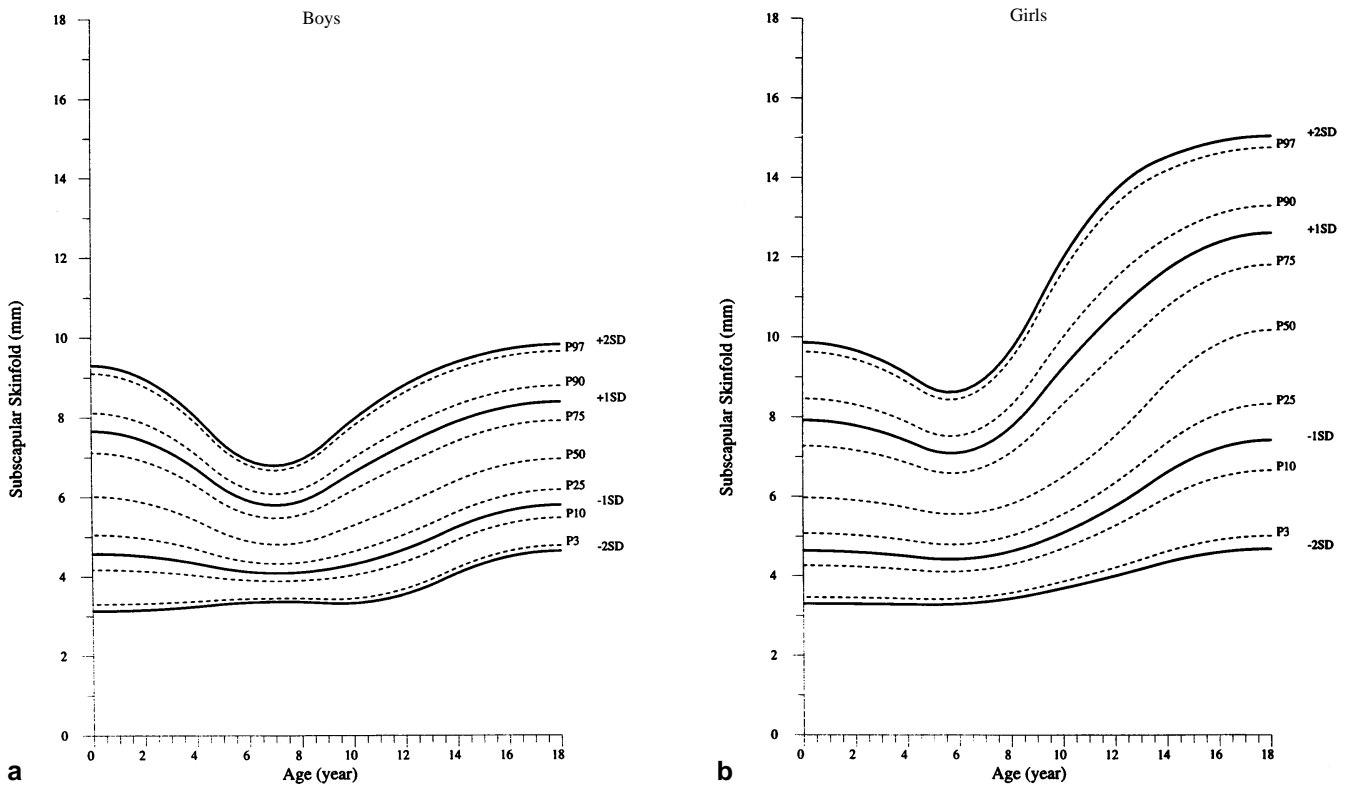 Boys
18
16
14
12
10
8
6
4
2
0
Subscapular Skinfold (mm)
+2SD
P97
P90
+1SD
P75
P50
P25
-1SD
P10
P3
-2SD
0 2 4 6 8 10 12 14 16 18
Age (year)
a
Girls
18
16
14
12
10
8
6
4
2
0
Subscapular Skinfold (mm)
+2SD
P97
P90
+1SD
P75
P50
P25
-1SD
P10
P3
-2SD
0 2 4 6 8 10 12 14 16 18
Age (year)
b